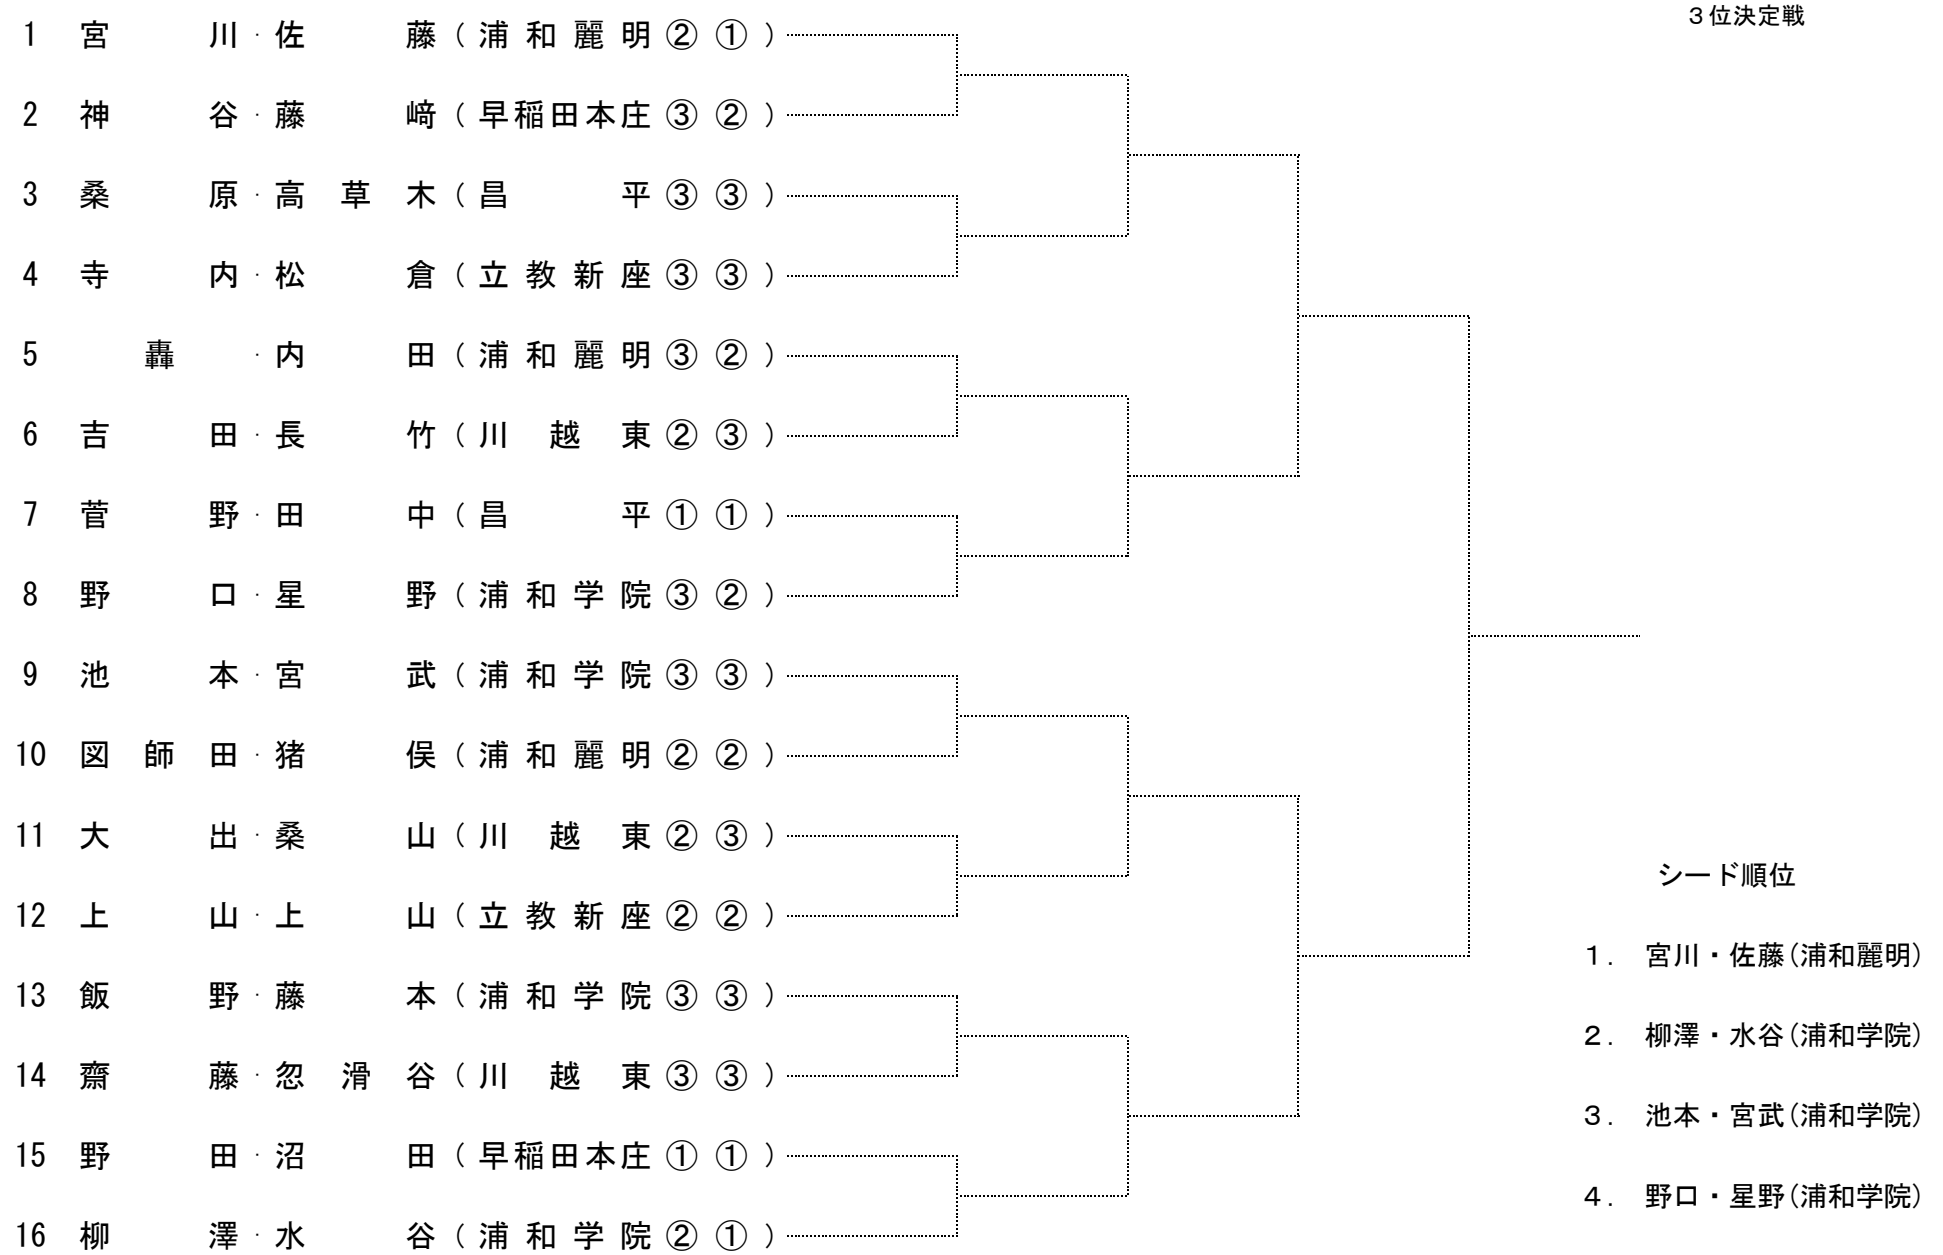 ３位決定戦
1 宮川・佐藤（浦和麗明②①）
2 神谷・藤﨑（早稲田本庄③②）
3 桑原・高草木（昌平③③）
4 寺内・松倉（立教新座③③）
5 轟・内田（浦和麗明③②）
6 吉田・長竹（川越東②③）
7 菅野・田中（昌平①①）
8 野口・星野（浦和学院③②）
9 池本・宮武（浦和学院③③）
10 図師田・猪俣（浦和麗明②②）
11 大出・桑山（川越東②③）
12 上山・上山（立教新座②②）
13 飯野・藤本（浦和学院③③）
14 齋藤・忽滑谷（川越東③③）
15 野田・沼田（早稲田本庄①①）
16 柳澤・水谷（浦和学院②①）
シード順位
１． 宮川・佐藤(浦和麗明)
２． 柳澤・水谷(浦和学院)
３． 池本・宮武(浦和学院)
４． 野口・星野(浦和学院)